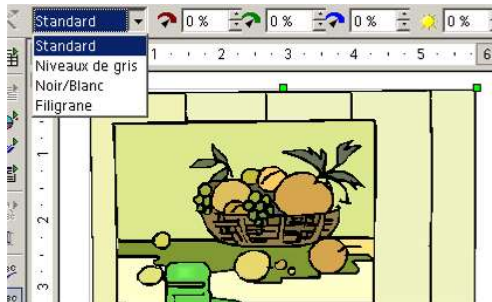 Standard 0 % 0 % 0 % 0 %
Standard
Niveaux de gris
Noir/Blanc
Filigrane
1 2 3 4 5 6
1
2
3